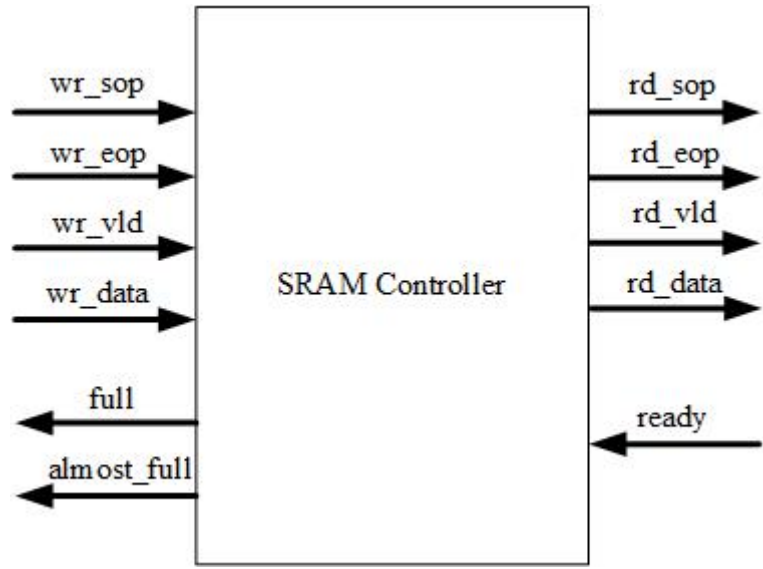 wr_sop
wr_eop
wr_vld
wr_data
full
almost_full
SRAM Controller
rd_sop
rd_eop
rd_vld
rd_data
ready